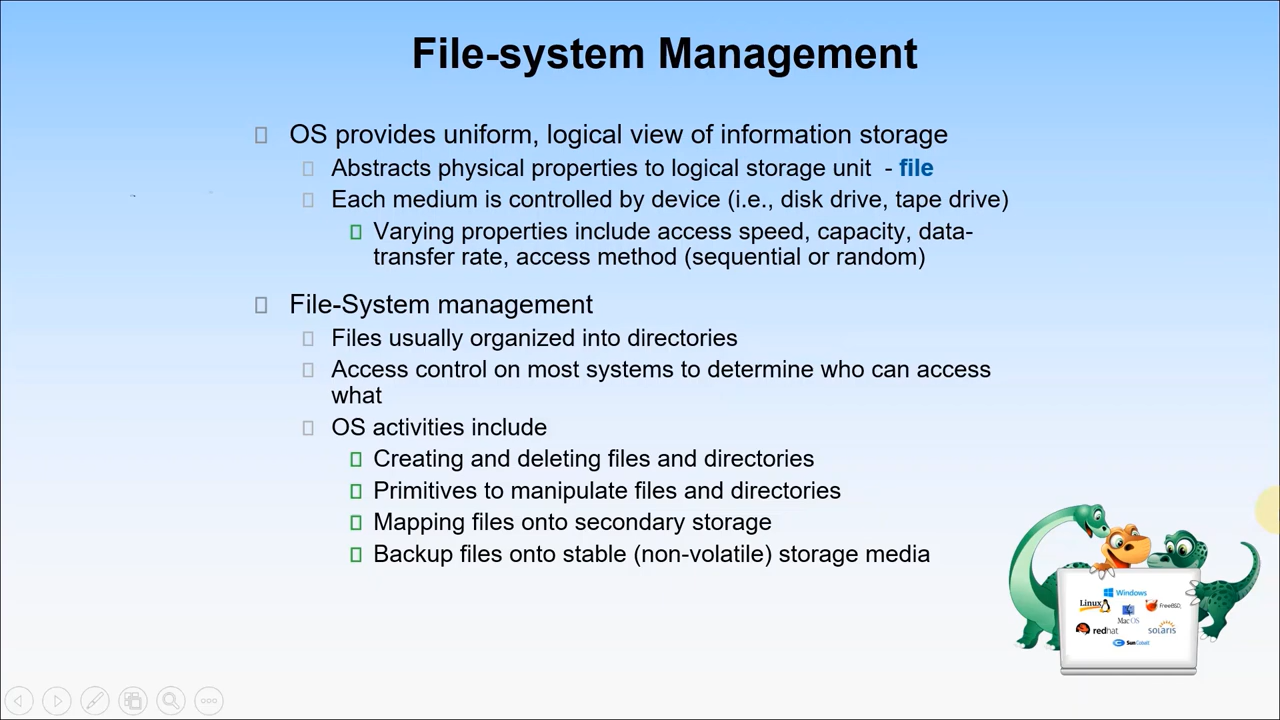 File-system Management
OS provides uniform, logical view of information storage
Abstracts physical properties to logical storage unit - file
Each medium is controlled by device (i.e., disk drive, tape drive)
Varying properties include access speed, capacity, data-
transfer rate, access method (sequential or random)
File-System management
Files usually organized into directories
Access control on most systems to determine who can access
what
OS activities include
Creating and deleting files and directories
Primitives to manipulate files and directories
Mapping files onto secondary storage
Backup files onto stable (non-volatile) storage media
Windows
Linux
FreeBSD
Mac OS
redhat
solaris
Sun Cobalt